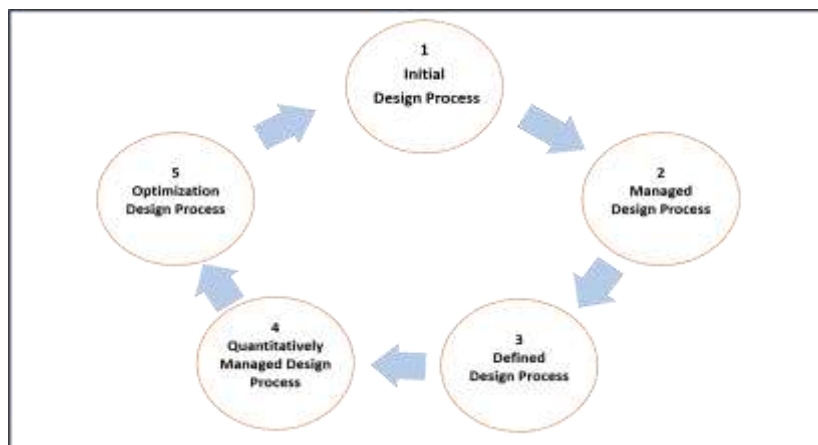 1
Initial
Design Process
2
Managed
Design Process
3
Defined
Design Process
4
Quantitatively
Managed Design
Process
5
Optimization
Design Process